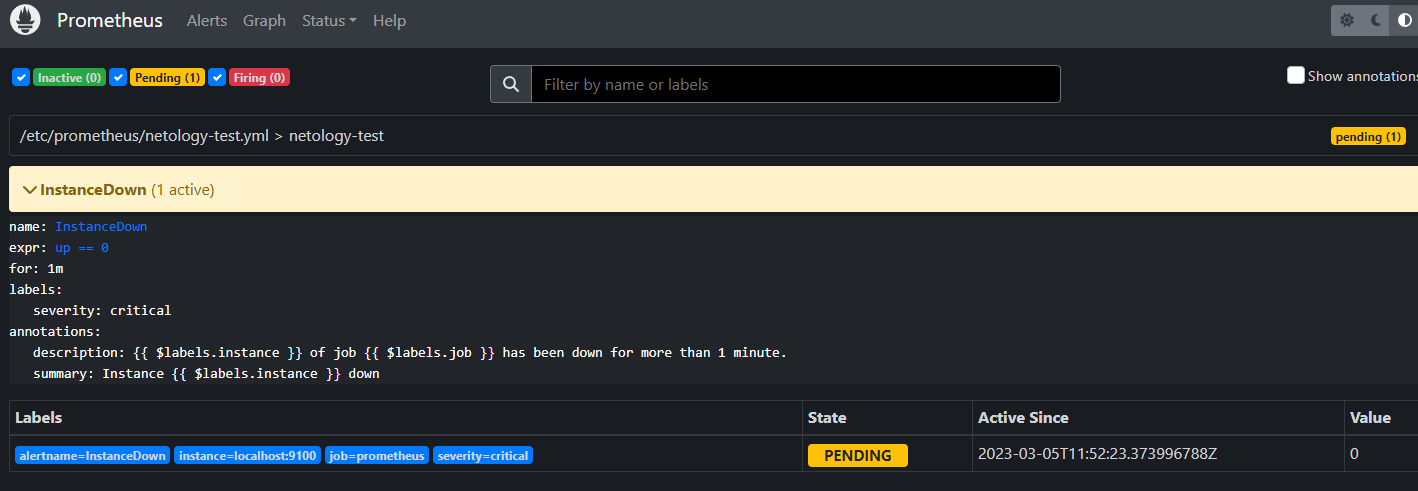 Prometheus Alerts Graph Status Help
Inactive (0) Pending (1) Firing (0) Filter by name or labels Show annotations
/etc/prometheus/netology-test.yml > netology-test pending (1)
InstanceDown (1 active)
name: InstanceDown
expr: up == 0
for: 1m
labels:
severity: critical
annotations:
description: {{ $labels.instance }} of job {{ $labels.job }} has been down for more than 1 minute.
summary: Instance {{ $labels.instance }} down
Labels State Active Since Value
alertname=InstanceDown instance=localhost:9100 job=prometheus severity=critical PENDING 2023-03-05T11:52:23.373996788Z 0